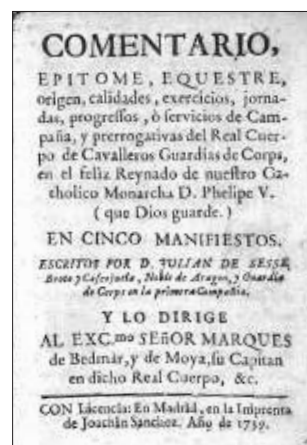 COMENTARIO,
EPITOME, EQUESTRE,
origen, calidades, exercicios, jorna-
das, progressos, ò servicios de Cam-
paña, y prerrogativas del Real Cuer-
po de Cavalleros Guardias de Corps,
en el feliz Reynado de nuestro Ca-
tholico Monarcha D. Phelipe V.
( que Dios guarde. )
EN CINCO MANIFIESTOS.
ESCRITOS POR D. JULIAN DE SESSE,
Noble de Aragon, y Guardia
de Corps en la primera Compañia.
Y LO DIRIGE
AL EXC.mo SEñOR MARQUES
de Bedmar, y de Moya, su Capitan
en dicho Real Cuerpo, &c.
CON Licencia: En Madrid, en la Imprenta
de Joachin Sanchez. Año de 1739.